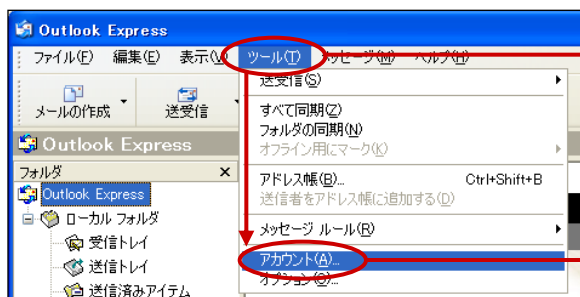 Outlook Express
ファイル(F) 編集(E) 表示(V) ツール(T) メッセージ(M) ヘルプ(H)
メールの作成 送受信
送受信(S)
すべて同期(Z)
フォルダの同期(N)
オフライン用にマーク(K)
アドレス帳(B)... Ctrl+Shift+B
送信者をアドレス帳に追加する(D)
メッセージ ルール(R)
アカウント(A)...
オプション(O)...
Outlook Express
フォルダ ×
Outlook Express
ローカル フォルダ
受信トレイ
送信トレイ
送信済みアイテム